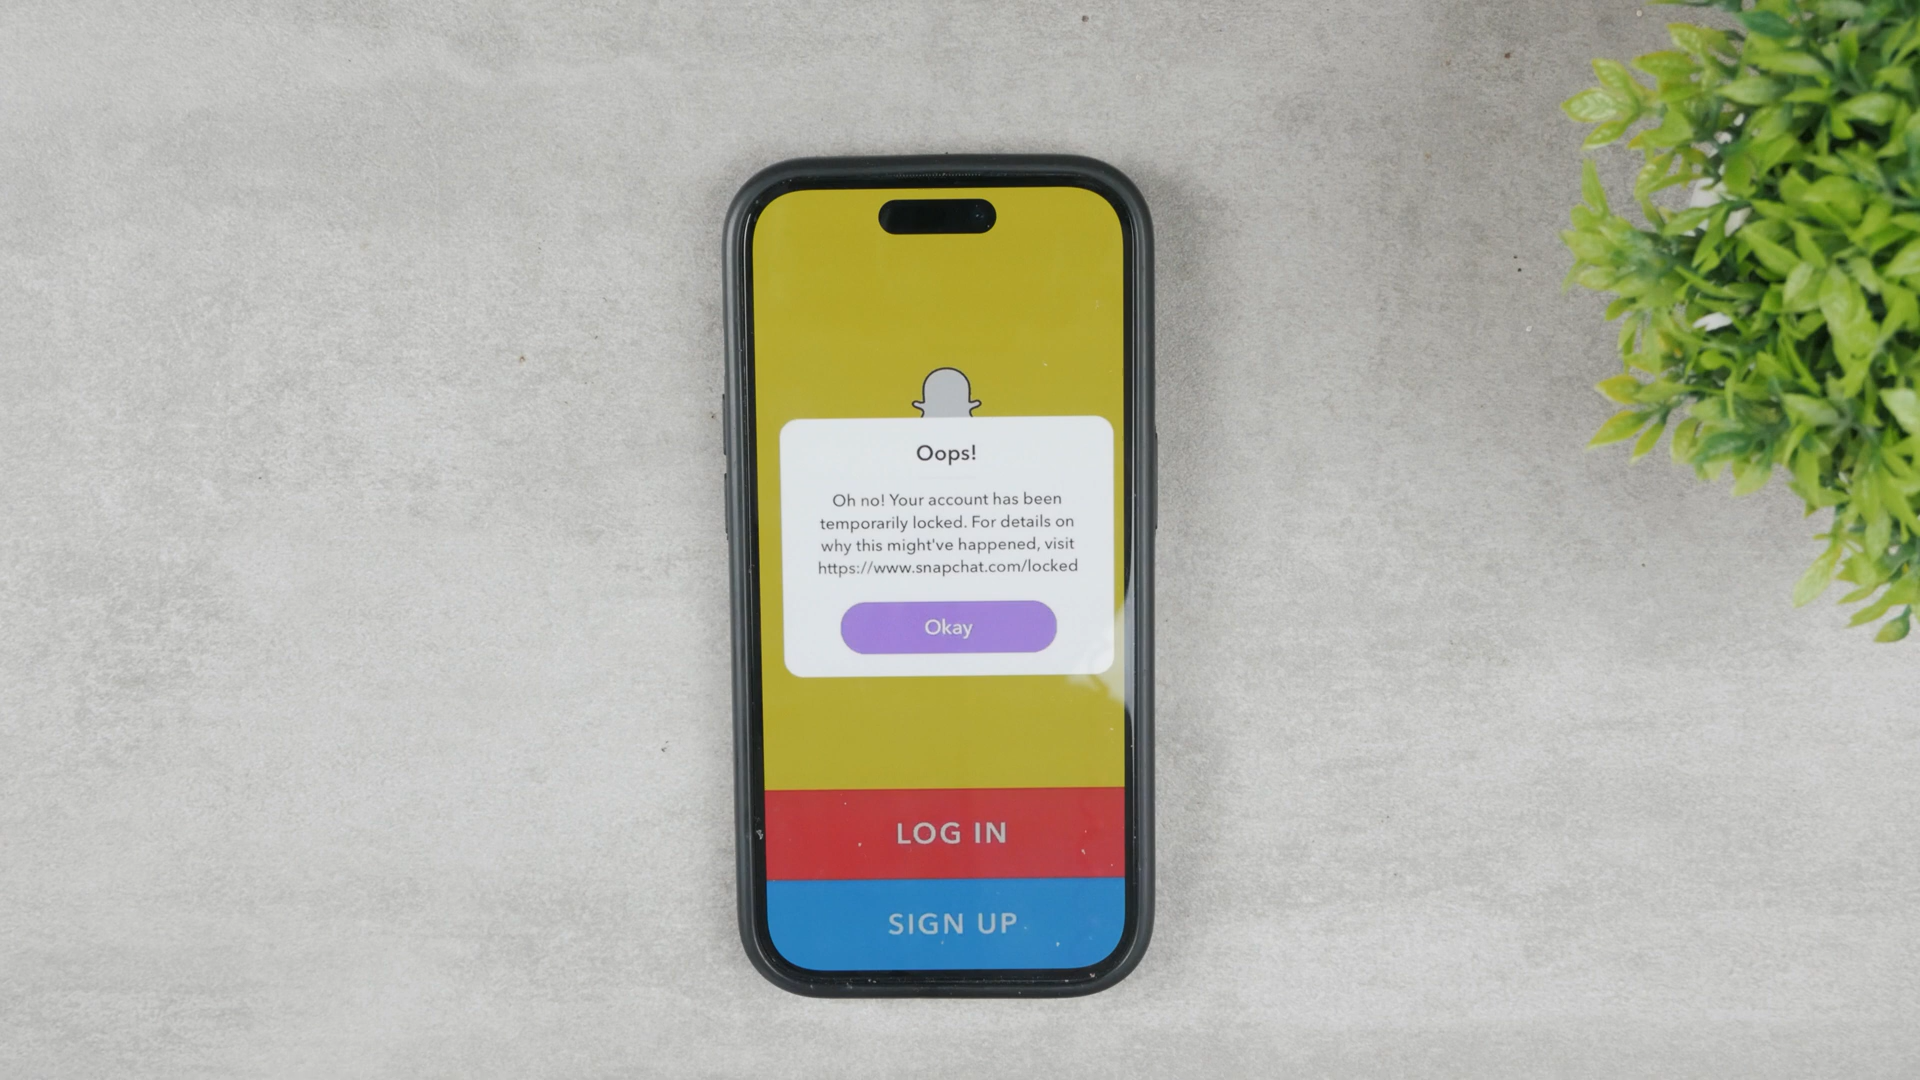 Oops!
Oh no! Your account has been
temporarily locked. For details on
why this might've happened, visit
https://www.snapchat.com/locked
Okay
LOG IN
SIGN UP